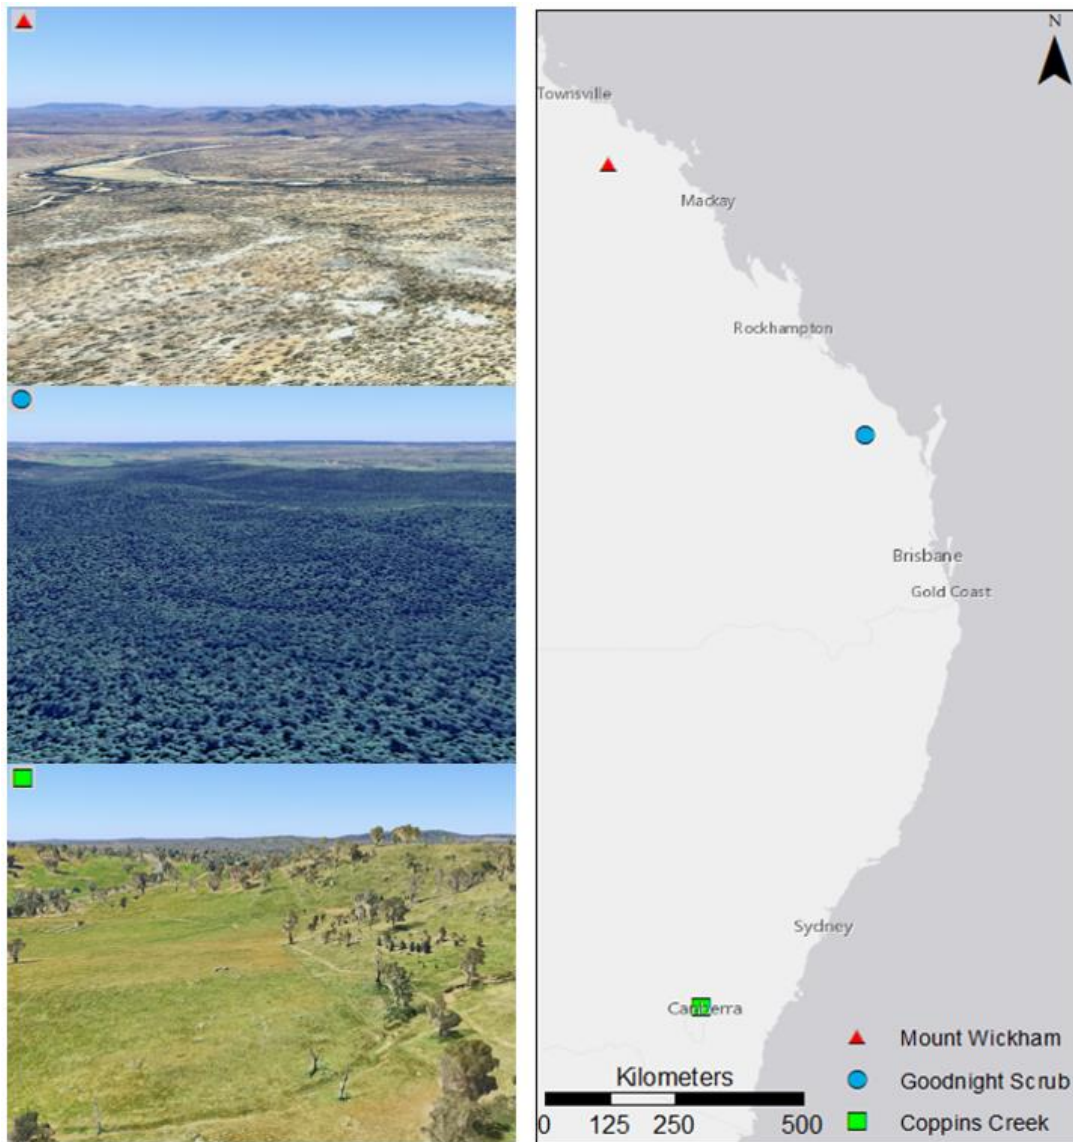 N
Townsville
Mackay
Rockhampton
Brisbane
Gold Coast
Sydney
Canberra
Mount Wickham
Kilometers
Goodnight Scrub
0 125 250 500
Coppins Creek